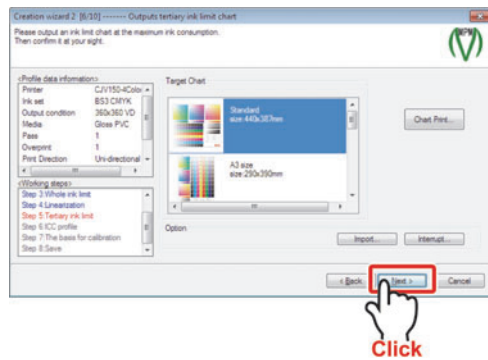 Creation wizard 2 [6/10] ------- Outputs tertiary ink limit chart
Please output an ink limit chart at the maximum ink consumption.
Then confirm it at your sight.
<Profile data information>
Printer CJV150-4Color
Ink set BS3 CMYK
Output condition 360x360 VD
Media Gloss PVC
Pass 1
Overprint 1
Print Direction Uni-directional
<Working steps>
Step 3:Whole ink limit
Step 4:Linearization
Step 5:Tertiary ink limit
Step 6:ICC profile
Step 7:The basis for calibration
Step 8:Save
Target Chart
Standard
size:440x387mm
A3 size
size:290x390mm
Chart Print...
Option
Import...
Interrupt...
< Back
Next >
Cancel
Click